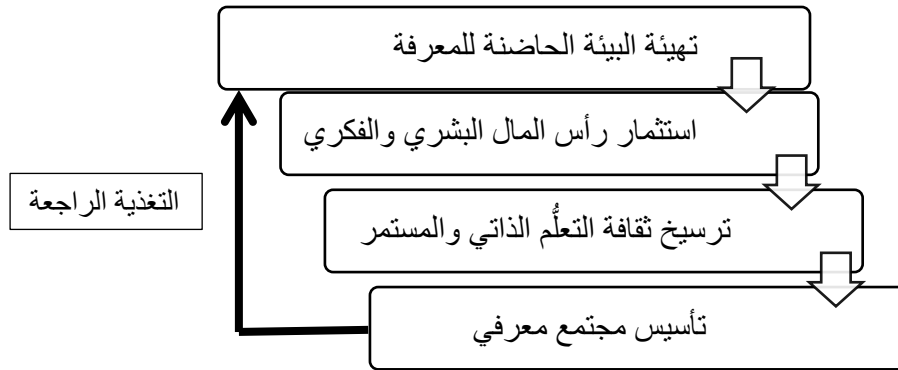 تهيئة البيئة الحاضنة للمعرفة
استثمار رأس المال البشري والفكري
ترسيخ ثقافة التعلُّم الذاتي والمستمر
تأسيس مجتمع معرفي
التغذية الراجعة